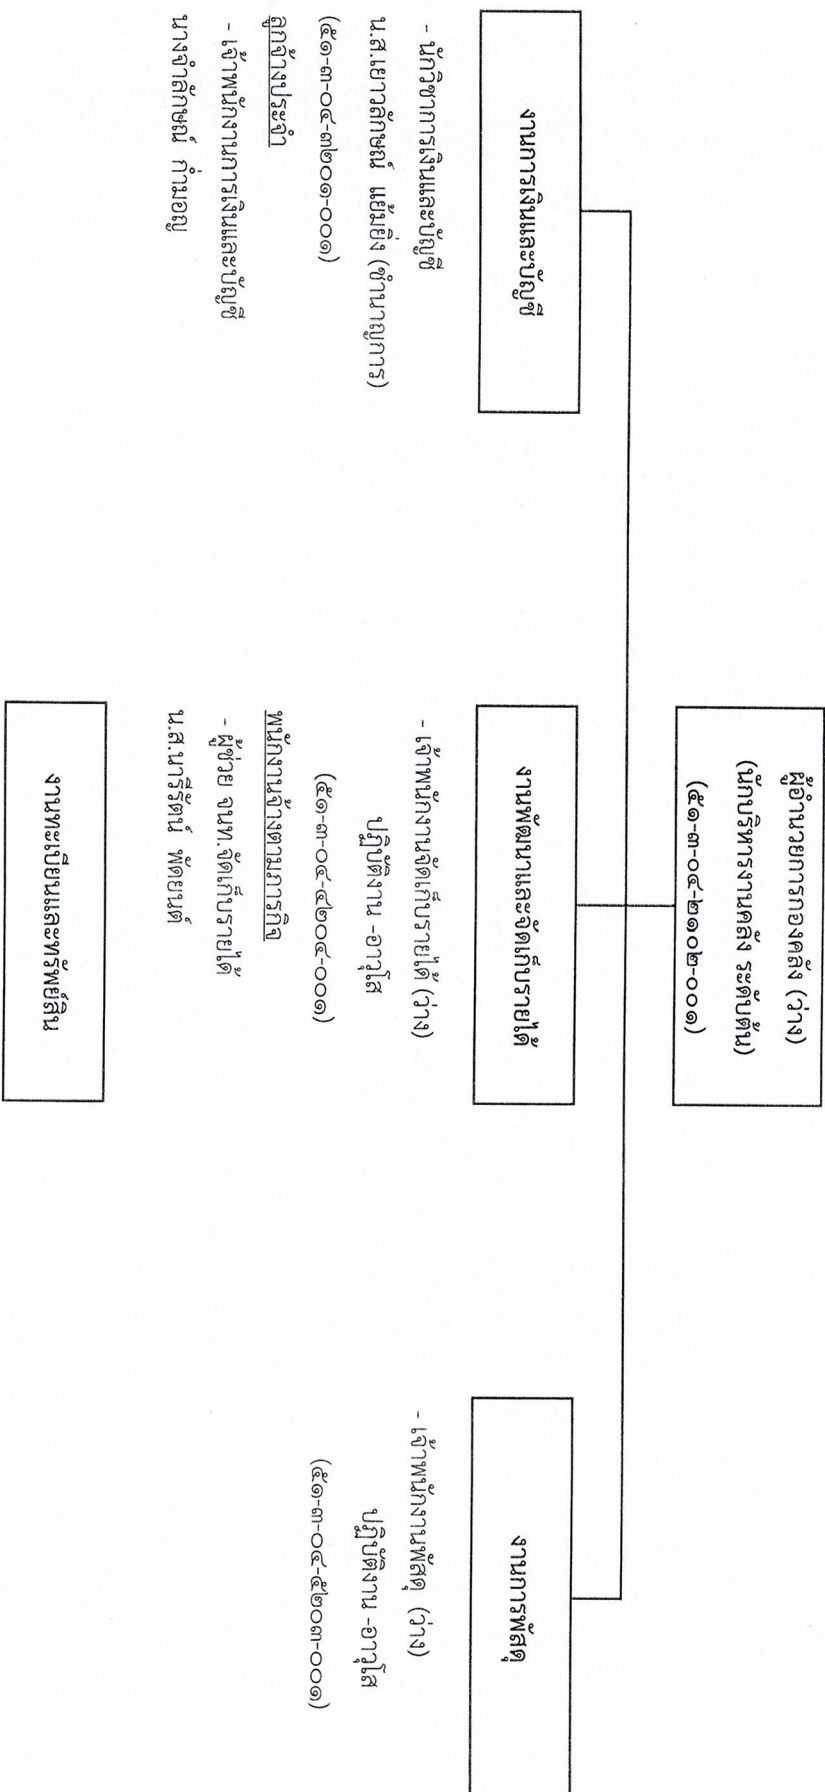 ผู้อำนวยการกองคลัง (ว่าง)
(นักบริหารงานคลัง ระดับต้น)
(๕๑-๓-๐๔-๒๑๐๒-๐๐๑)
งานการเงินและบัญชี
- นักวิชาการเงินและบัญชี
น.ส.เยาวลักษณ์ แย้มยิ่ง (ชำนาญการ)
(๕๑-๓-๐๔-๓๒๐๑-๐๐๑)
ลูกจ้างประจำ
- เจ้าพนักงานการเงินและบัญชี
นางจำลักษณ์ ก๋ามอญ
งานพัฒนาและจัดเก็บรายได้
- เจ้าพนักงานจัดเก็บรายได้ (ว่าง)
ปฏิบัติงาน -อาวุโส
(๕๑-๓-๐๔-๔๒๐๔-๐๐๑)
พนักงานจ้างตามภารกิจ
- ผู้ช่วย จนท.จัดเก็บรายได้
น.ส.นารีรัตน์ พัดยนต์
งานการพัสดุ
- เจ้าพนักงานพัสดุ (ว่าง)
ปฏิบัติงาน -อาวุโส
(๕๑-๓-๐๔-๕๒๐๓-๐๐๑)
งานทะเบียนและทรัพย์สิน